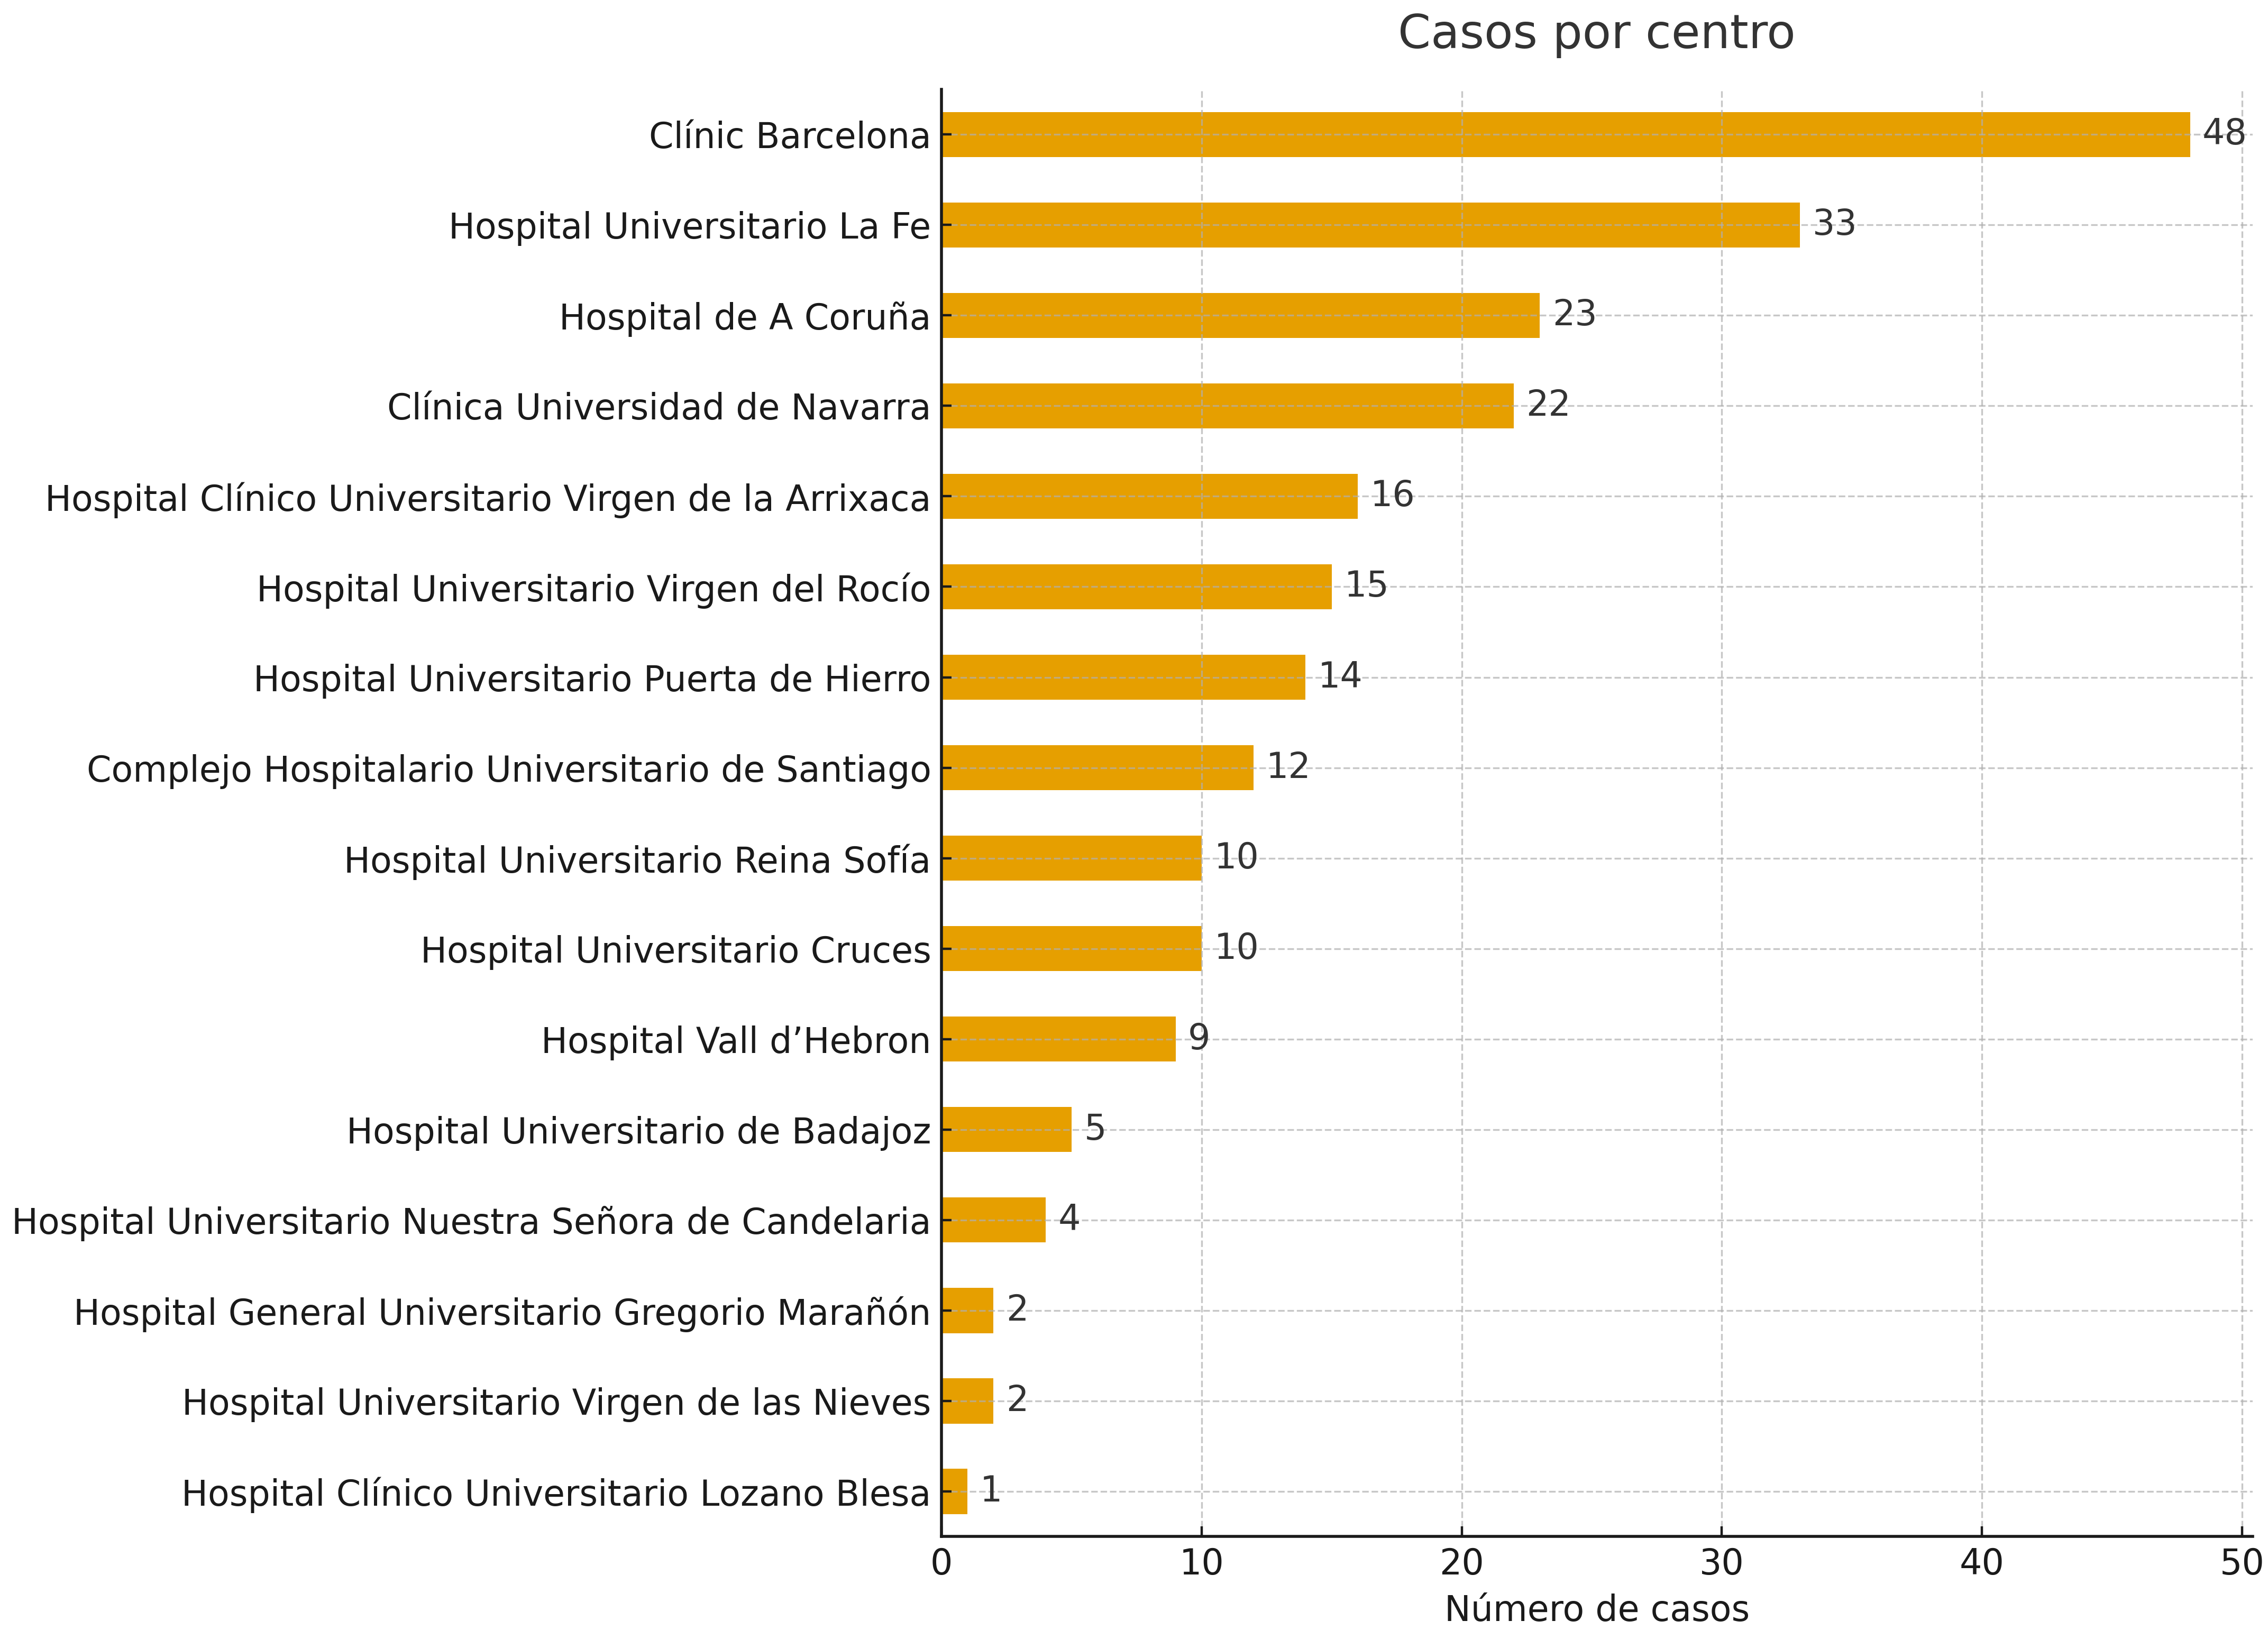 Casos por centro
Clínic Barcelona 48
Hospital Universitario La Fe 33
Hospital de A Coruña 23
Clínica Universidad de Navarra 22
Hospital Clínico Universitario Virgen de la Arrixaca 16
Hospital Universitario Virgen del Rocío 15
Hospital Universitario Puerta de Hierro 14
Complejo Hospitalario Universitario de Santiago 12
Hospital Universitario Reina Sofía 10
Hospital Universitario Cruces 10
Hospital Vall d’Hebron 9
Hospital Universitario de Badajoz 5
Hospital Universitario Nuestra Señora de Candelaria 4
Hospital General Universitario Gregorio Marañón 2
Hospital Universitario Virgen de las Nieves 2
Hospital Clínico Universitario Lozano Blesa 1
0 10 20 30 40 50
Número de casos